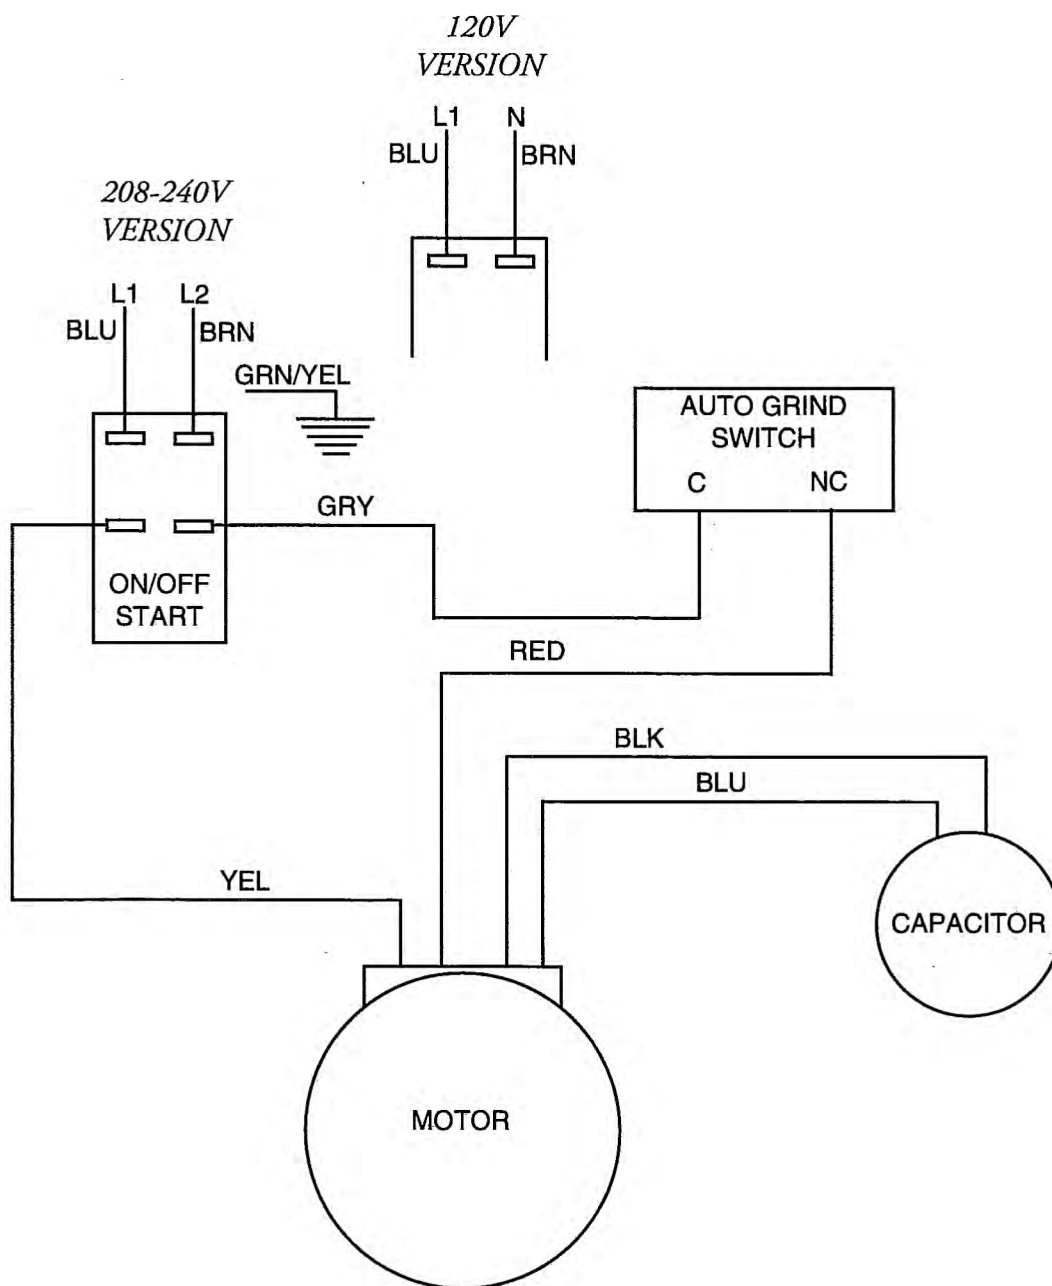 120V
VERSION
L1 N
BLU BRN
208-240V
VERSION
L1 L2
BLU BRN
GRN/YEL
AUTO GRIND
SWITCH
C NC
GRY
ON/OFF
START
RED
BLK
BLU
YEL
CAPACITOR
MOTOR